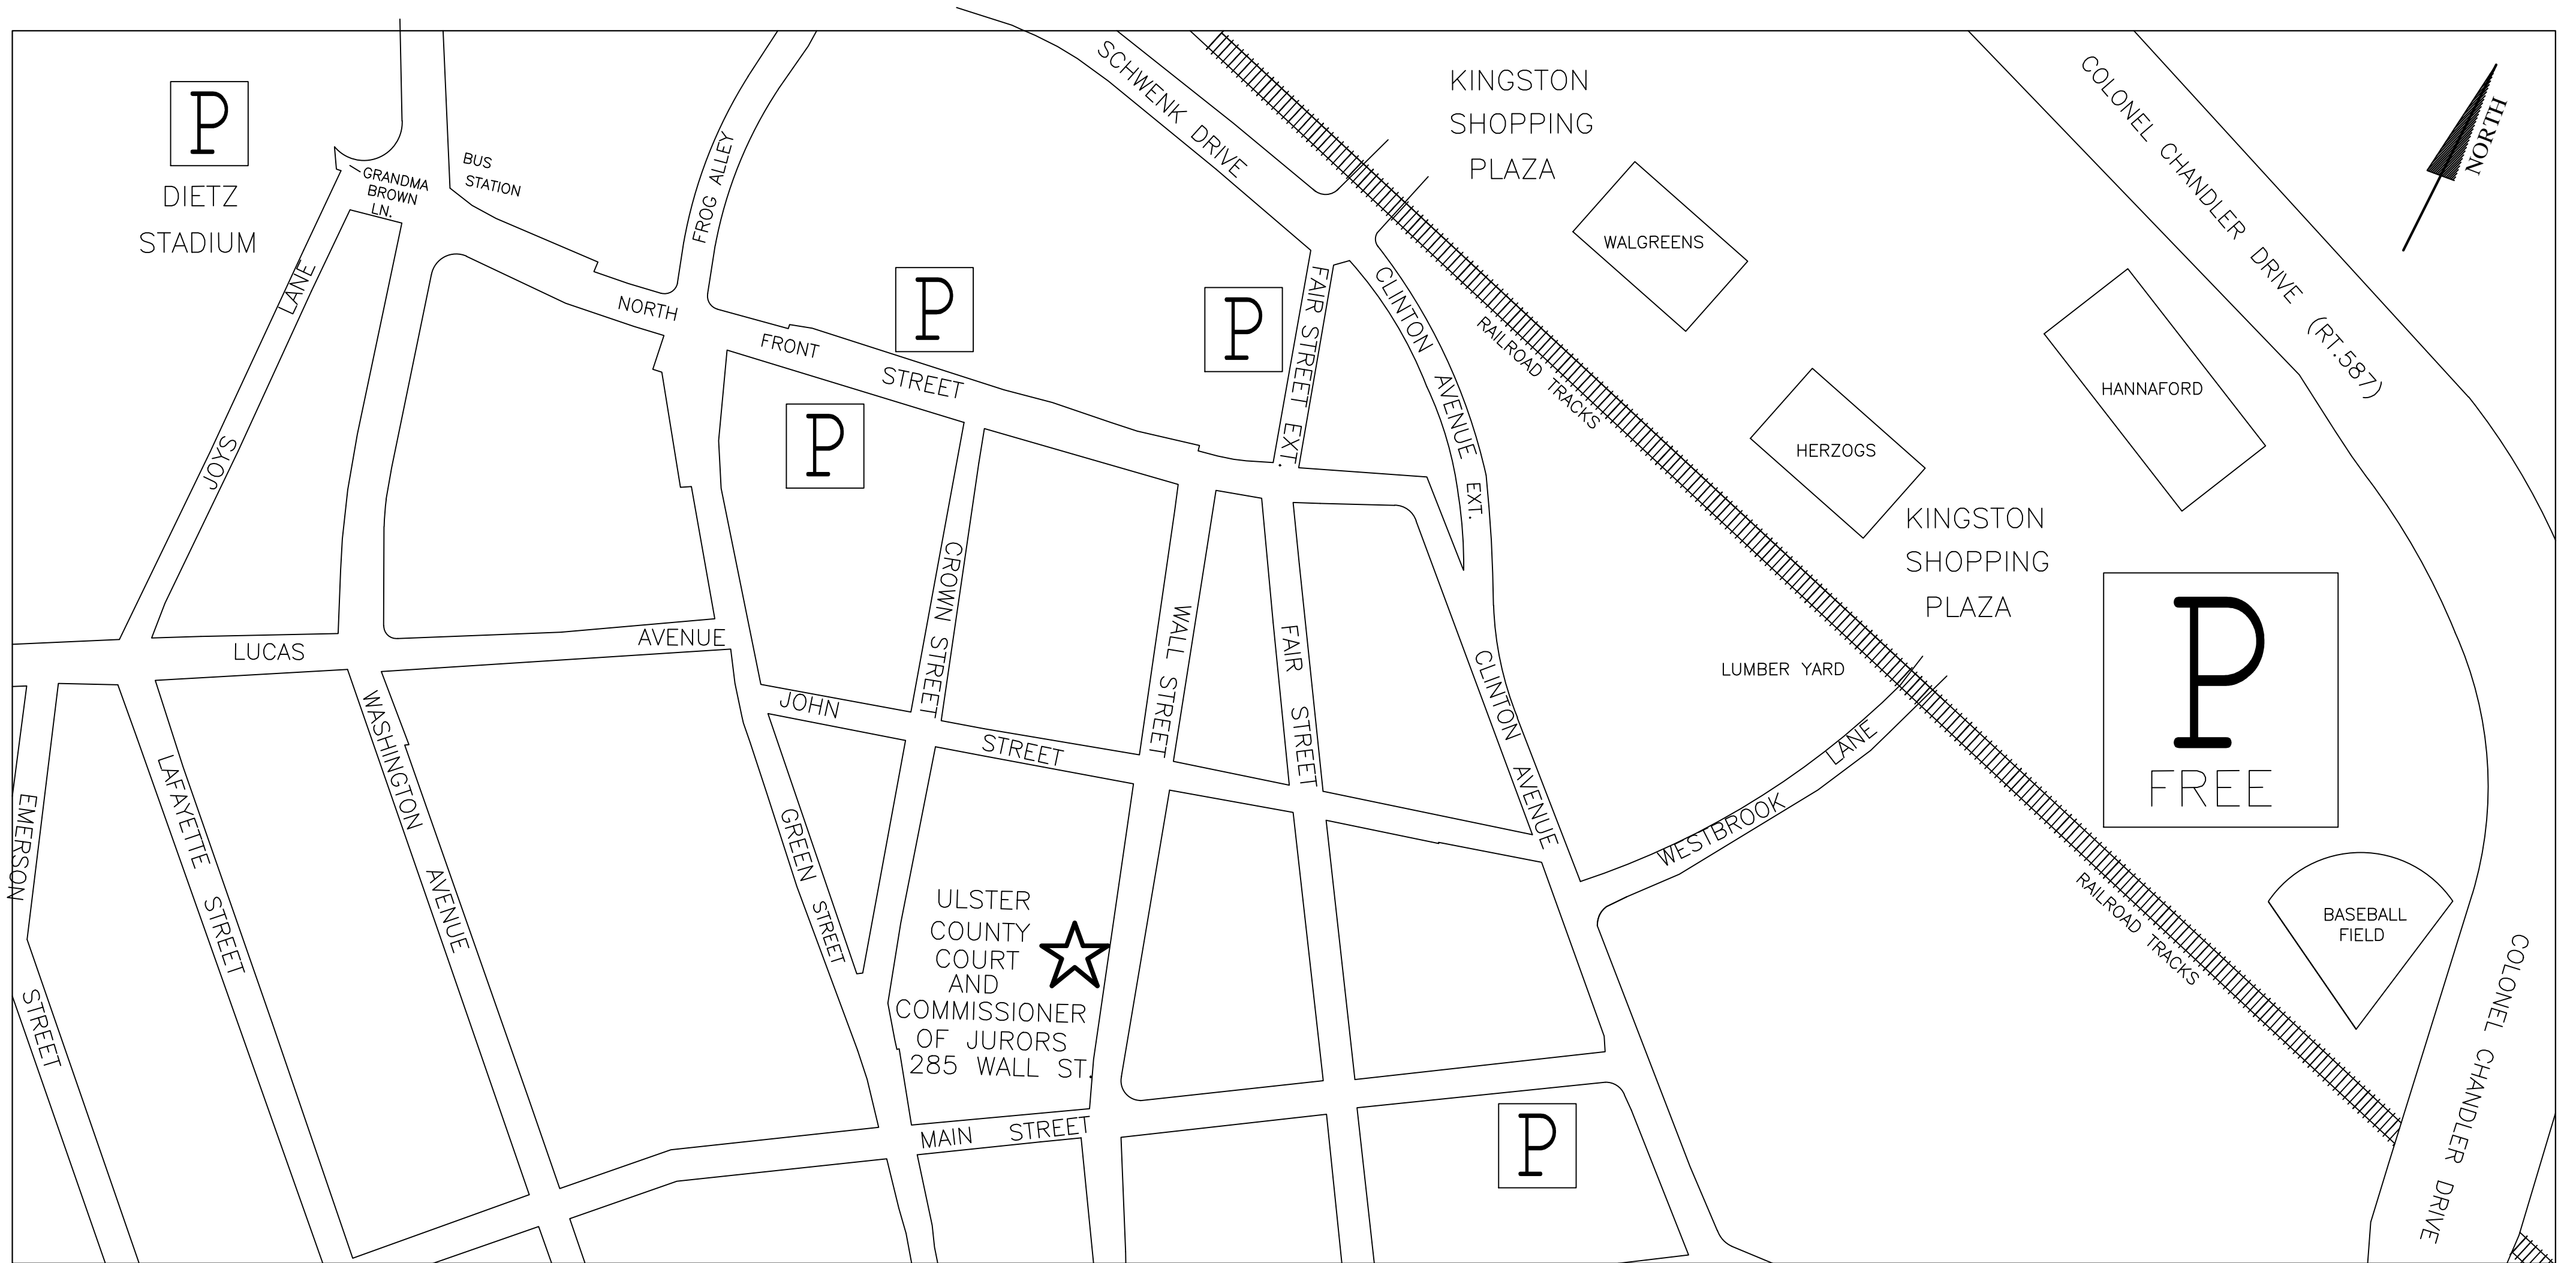 P
DIETZ
STADIUM
GRANDMA
BROWN
LN.
BUS
STATION
FROG ALLEY
SCHWENK DRIVE
KINGSTON
SHOPPING
PLAZA
COLONEL CHANDLER DRIVE (RT.587)
NORTH
WALGREENS
HANNAFORD
HERZOGS
JOYS LANE
NORTH FRONT STREET
P
P
P
FAIR STREET EXT.
CLINTON AVENUE EXT.
RAILROAD TRACKS
KINGSTON
SHOPPING
PLAZA
P
FREE
LUMBER YARD
LUCAS AVENUE
CROWN STREET
WALL STREET
FAIR STREET
CLINTON AVENUE
JOHN STREET
WESTBROOK LANE
EMERSON STREET
LAFAYETTE STREET
WASHINGTON AVENUE
GREEN STREET
ULSTER
COUNTY
COURT
AND
COMMISSIONER
OF JURORS
285 WALL ST.
MAIN STREET
P
RAILROAD TRACKS
BASEBALL
FIELD
COLONEL CHANDLER DRIVE